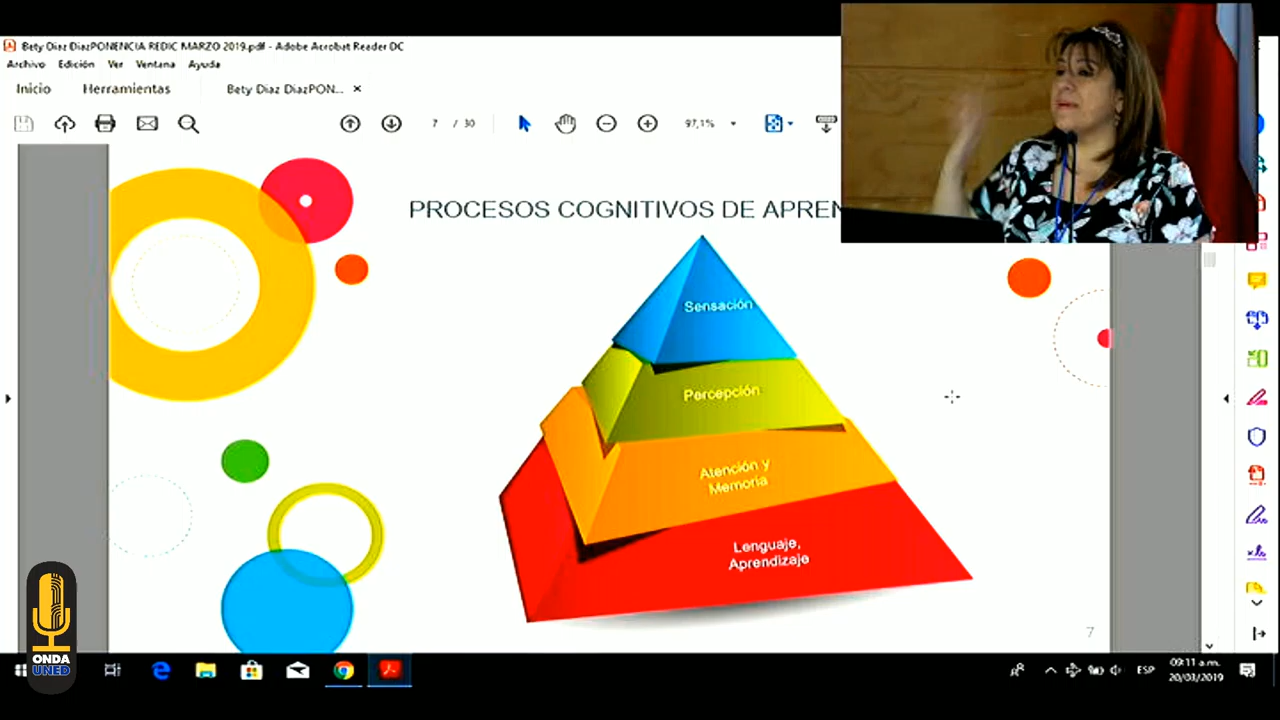 Bety Diaz DiazPONENCIA REDIC MARZO 2019.pdf - Adobe Acrobat Reader DC
Archivo Edición Ver Ventana Ayuda
Inicio Herramientas Bety Diaz DiazPON... ×
7 / 30 97,1%
PROCESOS COGNITIVOS DE APREN
Sensación
Percepción
Atención y
Memoria
Lenguaje,
Aprendizaje
7
ONDA
UNED
ESP
09:11 a.m.
20/03/2019